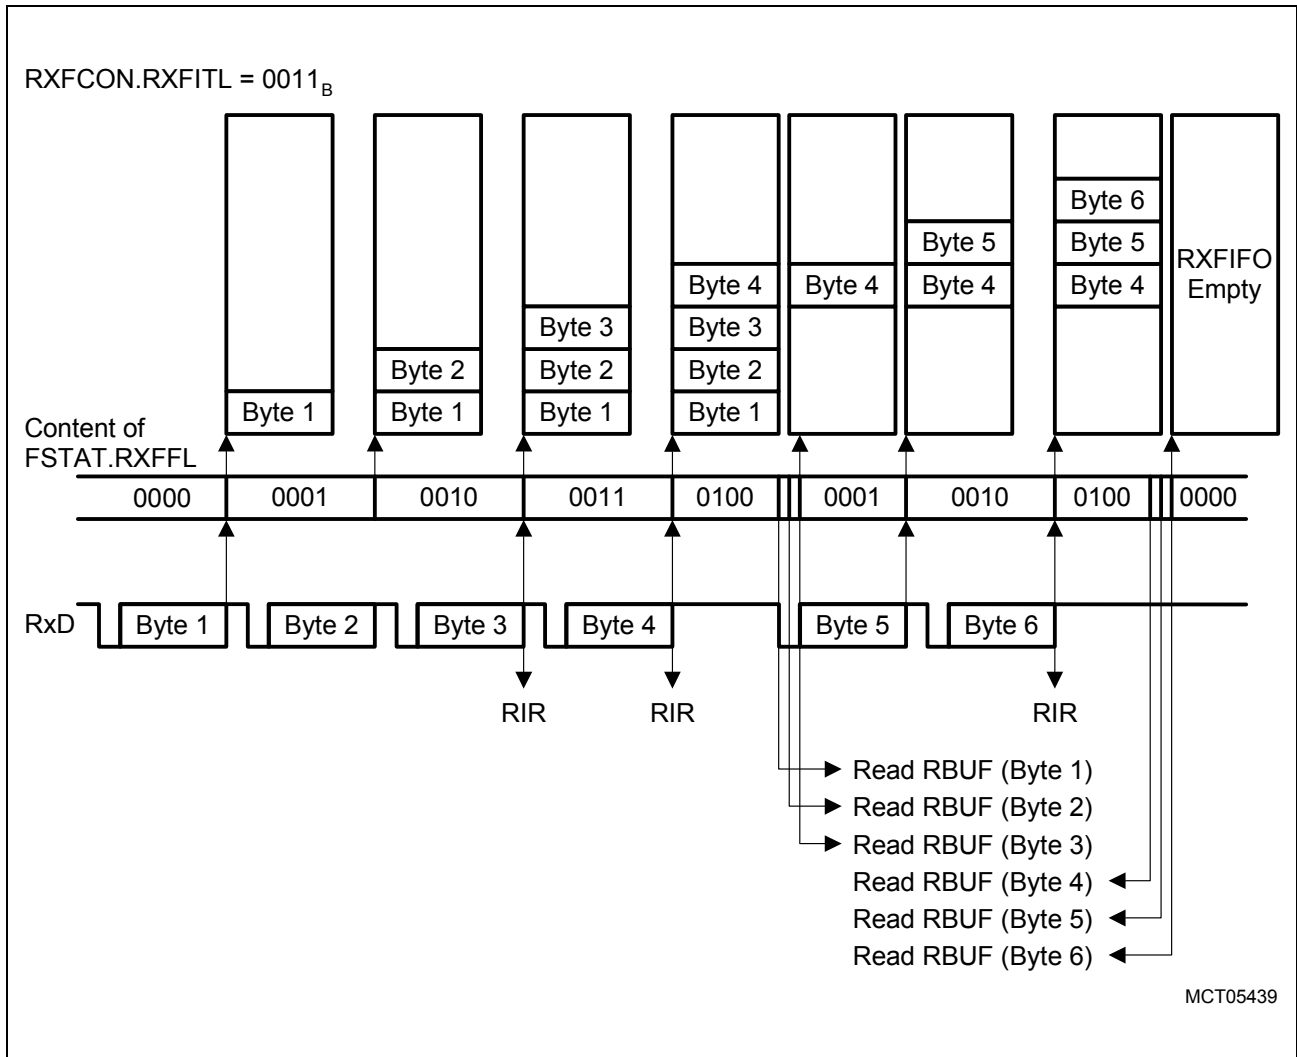 RXFCON.RXFITL = 0011B
Byte 6
Byte 5 Byte 5
Byte 4 Byte 4 Byte 4 Byte 4
RXFIFO
Empty
Byte 3 Byte 3
Byte 2 Byte 2 Byte 2
Byte 1 Byte 1 Byte 1 Byte 1
Content of
FSTAT.RXFFL
0000 0001 0010 0011 0100 0001 0010 0100 0000
RxD Byte 1 Byte 2 Byte 3 Byte 4 Byte 5 Byte 6
RIR RIR RIR
Read RBUF (Byte 1)
Read RBUF (Byte 2)
Read RBUF (Byte 3)
Read RBUF (Byte 4)
Read RBUF (Byte 5)
Read RBUF (Byte 6)
MCT05439